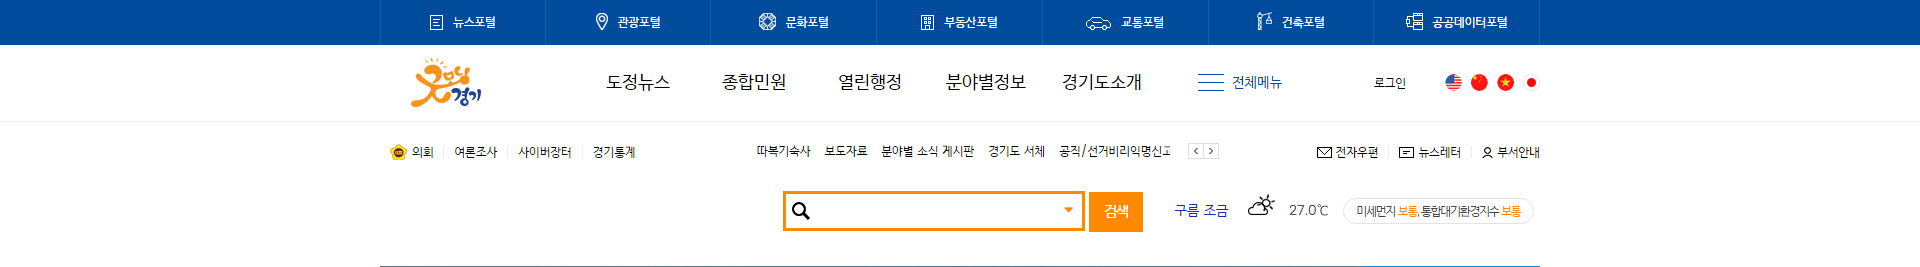 뉴스포털 관광포털 문화포털 부동산포털 교통포털 건축포털 공공데이터포털
굿모닝 경기 도정뉴스 종합민원 열린행정 분야별정보 경기도소개 전체메뉴 로그인
의회 여론조사 사이버장터 경기통계 따복기숙사 보도자료 분야별 소식 게시판 경기도 서체 공직/선거비리익명신고 전자우편 뉴스레터 부서안내
검색 구름 조금 27.0℃ 미세먼지 보통, 통합대기환경지수 보통